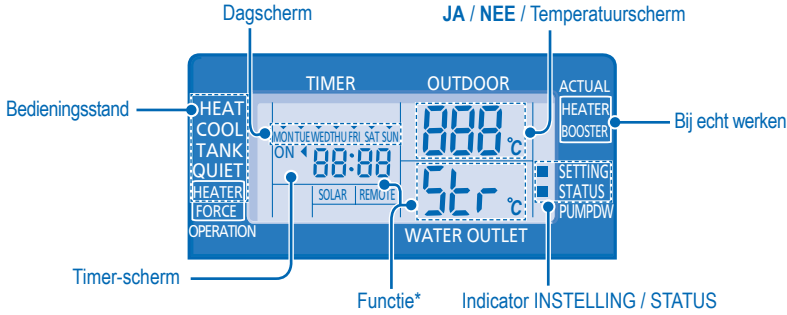 Dagscherm
JA / NEE / Temperatuurscherm
TIMER
OUTDOOR
ACTUAL
Bedieningsstand
HEAT
COOL
TANK
QUIET
HEATER
FORCE
OPERATION
MON TUE WED THU FRI SAT SUN
ON
88:88
SOLAR
REMOTE
888 °C
Str °C
WATER OUTLET
HEATER
BOOSTER
Bij echt werken
SETTING
STATUS
PUMPDW
Timer-scherm
Functie*
Indicator INSTELLING / STATUS